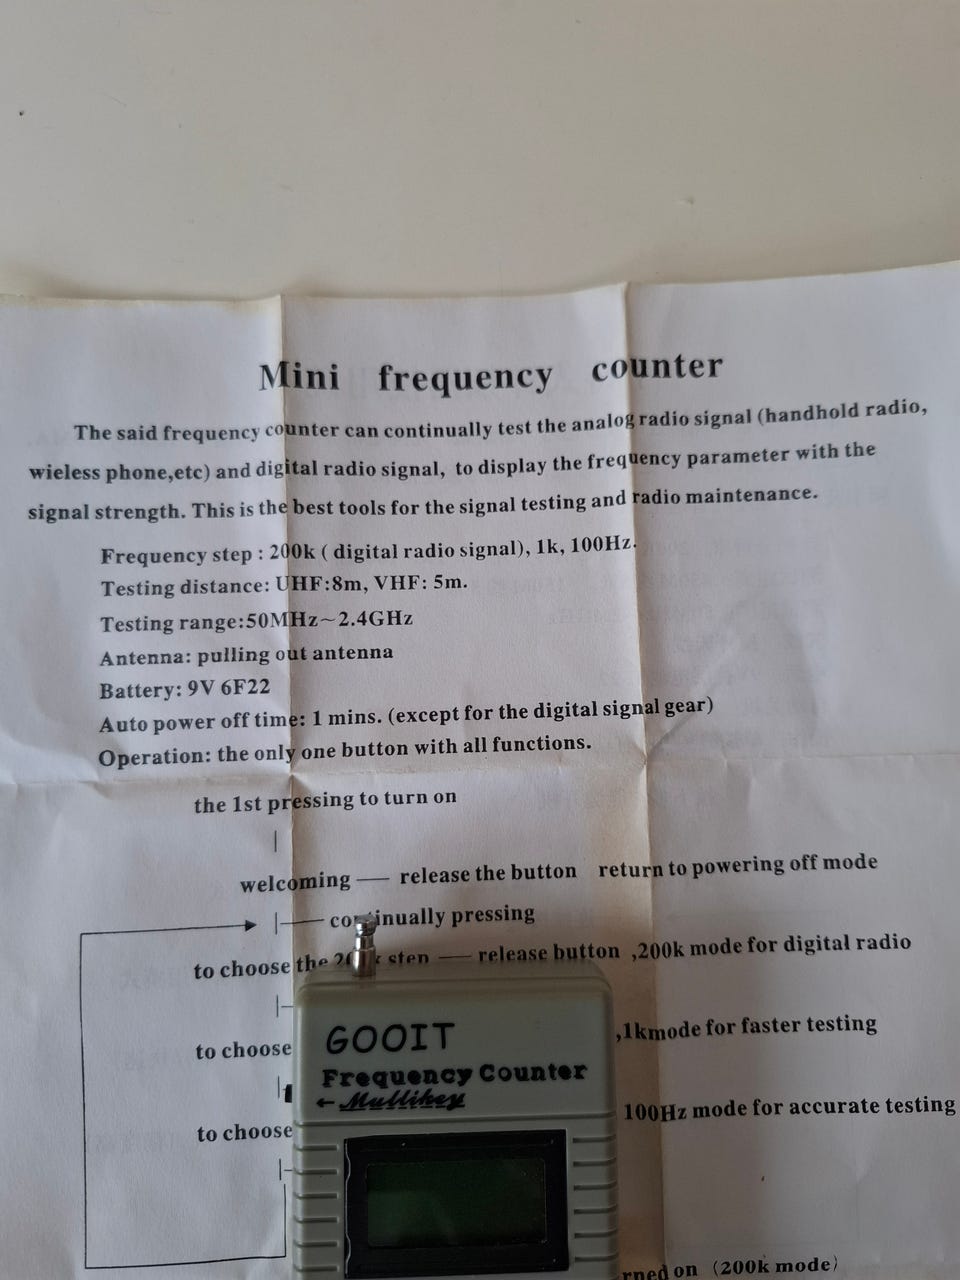 Mini frequency counter
The said frequency counter can continually test the analog radio signal (handhold radio,
wieless phone,etc) and digital radio signal, to display the frequency parameter with the
signal strength. This is the best tools for the signal testing and radio maintenance.
Frequency step : 200k ( digital radio signal), 1k, 100Hz.
Testing distance: UHF:8m, VHF: 5m.
Testing range:50MHz~2.4GHz
Antenna: pulling out antenna
Battery: 9V 6F22
Auto power off time: 1 mins. (except for the digital signal gear)
Operation: the only one button with all functions.
the 1st pressing to turn on
welcoming — release the button return to powering off mode
continually pressing
to choose the step — release button ,200k mode for digital radio
to choose ,1kmode for faster testing
to choose 100Hz mode for accurate testing
on (200k mode)
GOOIT
Frequency Counter
←Mullikey